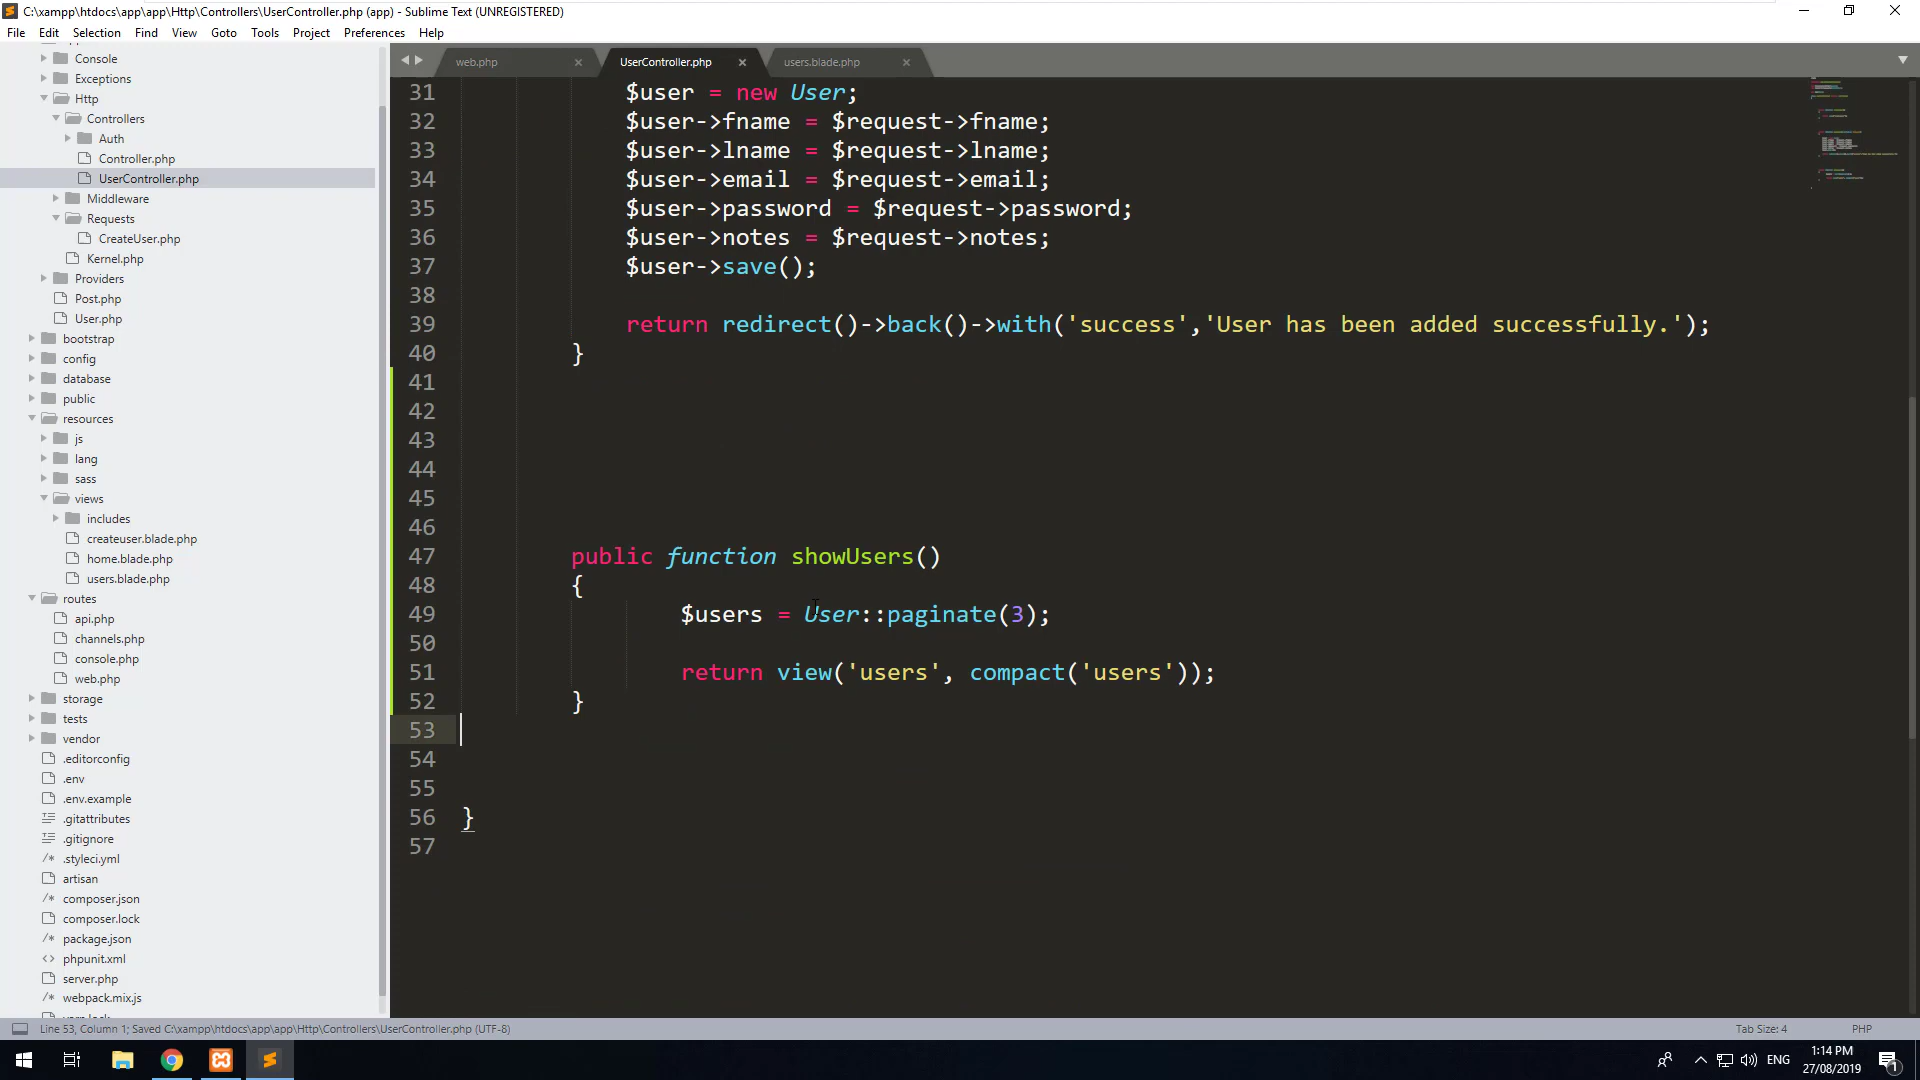 C:\xampp\htdocs\app\app\Http\Controllers\UserController.php (app) - Sublime Text (UNREGISTERED)
File Edit Selection Find View Goto Tools Project Preferences Help
Console
Exceptions
Http
Controllers
Auth
Controller.php
UserController.php
Middleware
Requests
CreateUser.php
Kernel.php
Providers
Post.php
User.php
bootstrap
config
database
public
resources
js
lang
sass
views
includes
createuser.blade.php
home.blade.php
users.blade.php
routes
api.php
channels.php
console.php
web.php
storage
tests
vendor
.editorconfig
.env
.env.example
.gitattributes
.gitignore
.styleci.yml
artisan
composer.json
composer.lock
package.json
phpunit.xml
server.php
webpack.mix.js
web.php UserController.php users.blade.php
31 $user = new User;
32 $user->fname = $request->fname;
33 $user->lname = $request->lname;
34 $user->email = $request->email;
35 $user->password = $request->password;
36 $user->notes = $request->notes;
37 $user->save();
38
39 return redirect()->back()->with('success','User has been added successfully.');
40 }
41
42
43
44
45
46
47 public function showUsers()
48 {
49 $users = User::paginate(3);
50
51 return view('users', compact('users'));
52 }
53
54
55
56 }
57
Line 53, Column 1; Saved C:\xampp\htdocs\app\app\Http\Controllers\UserController.php (UTF-8) Tab Size: 4 PHP
ENG
1:14 PM
27/08/2019
1